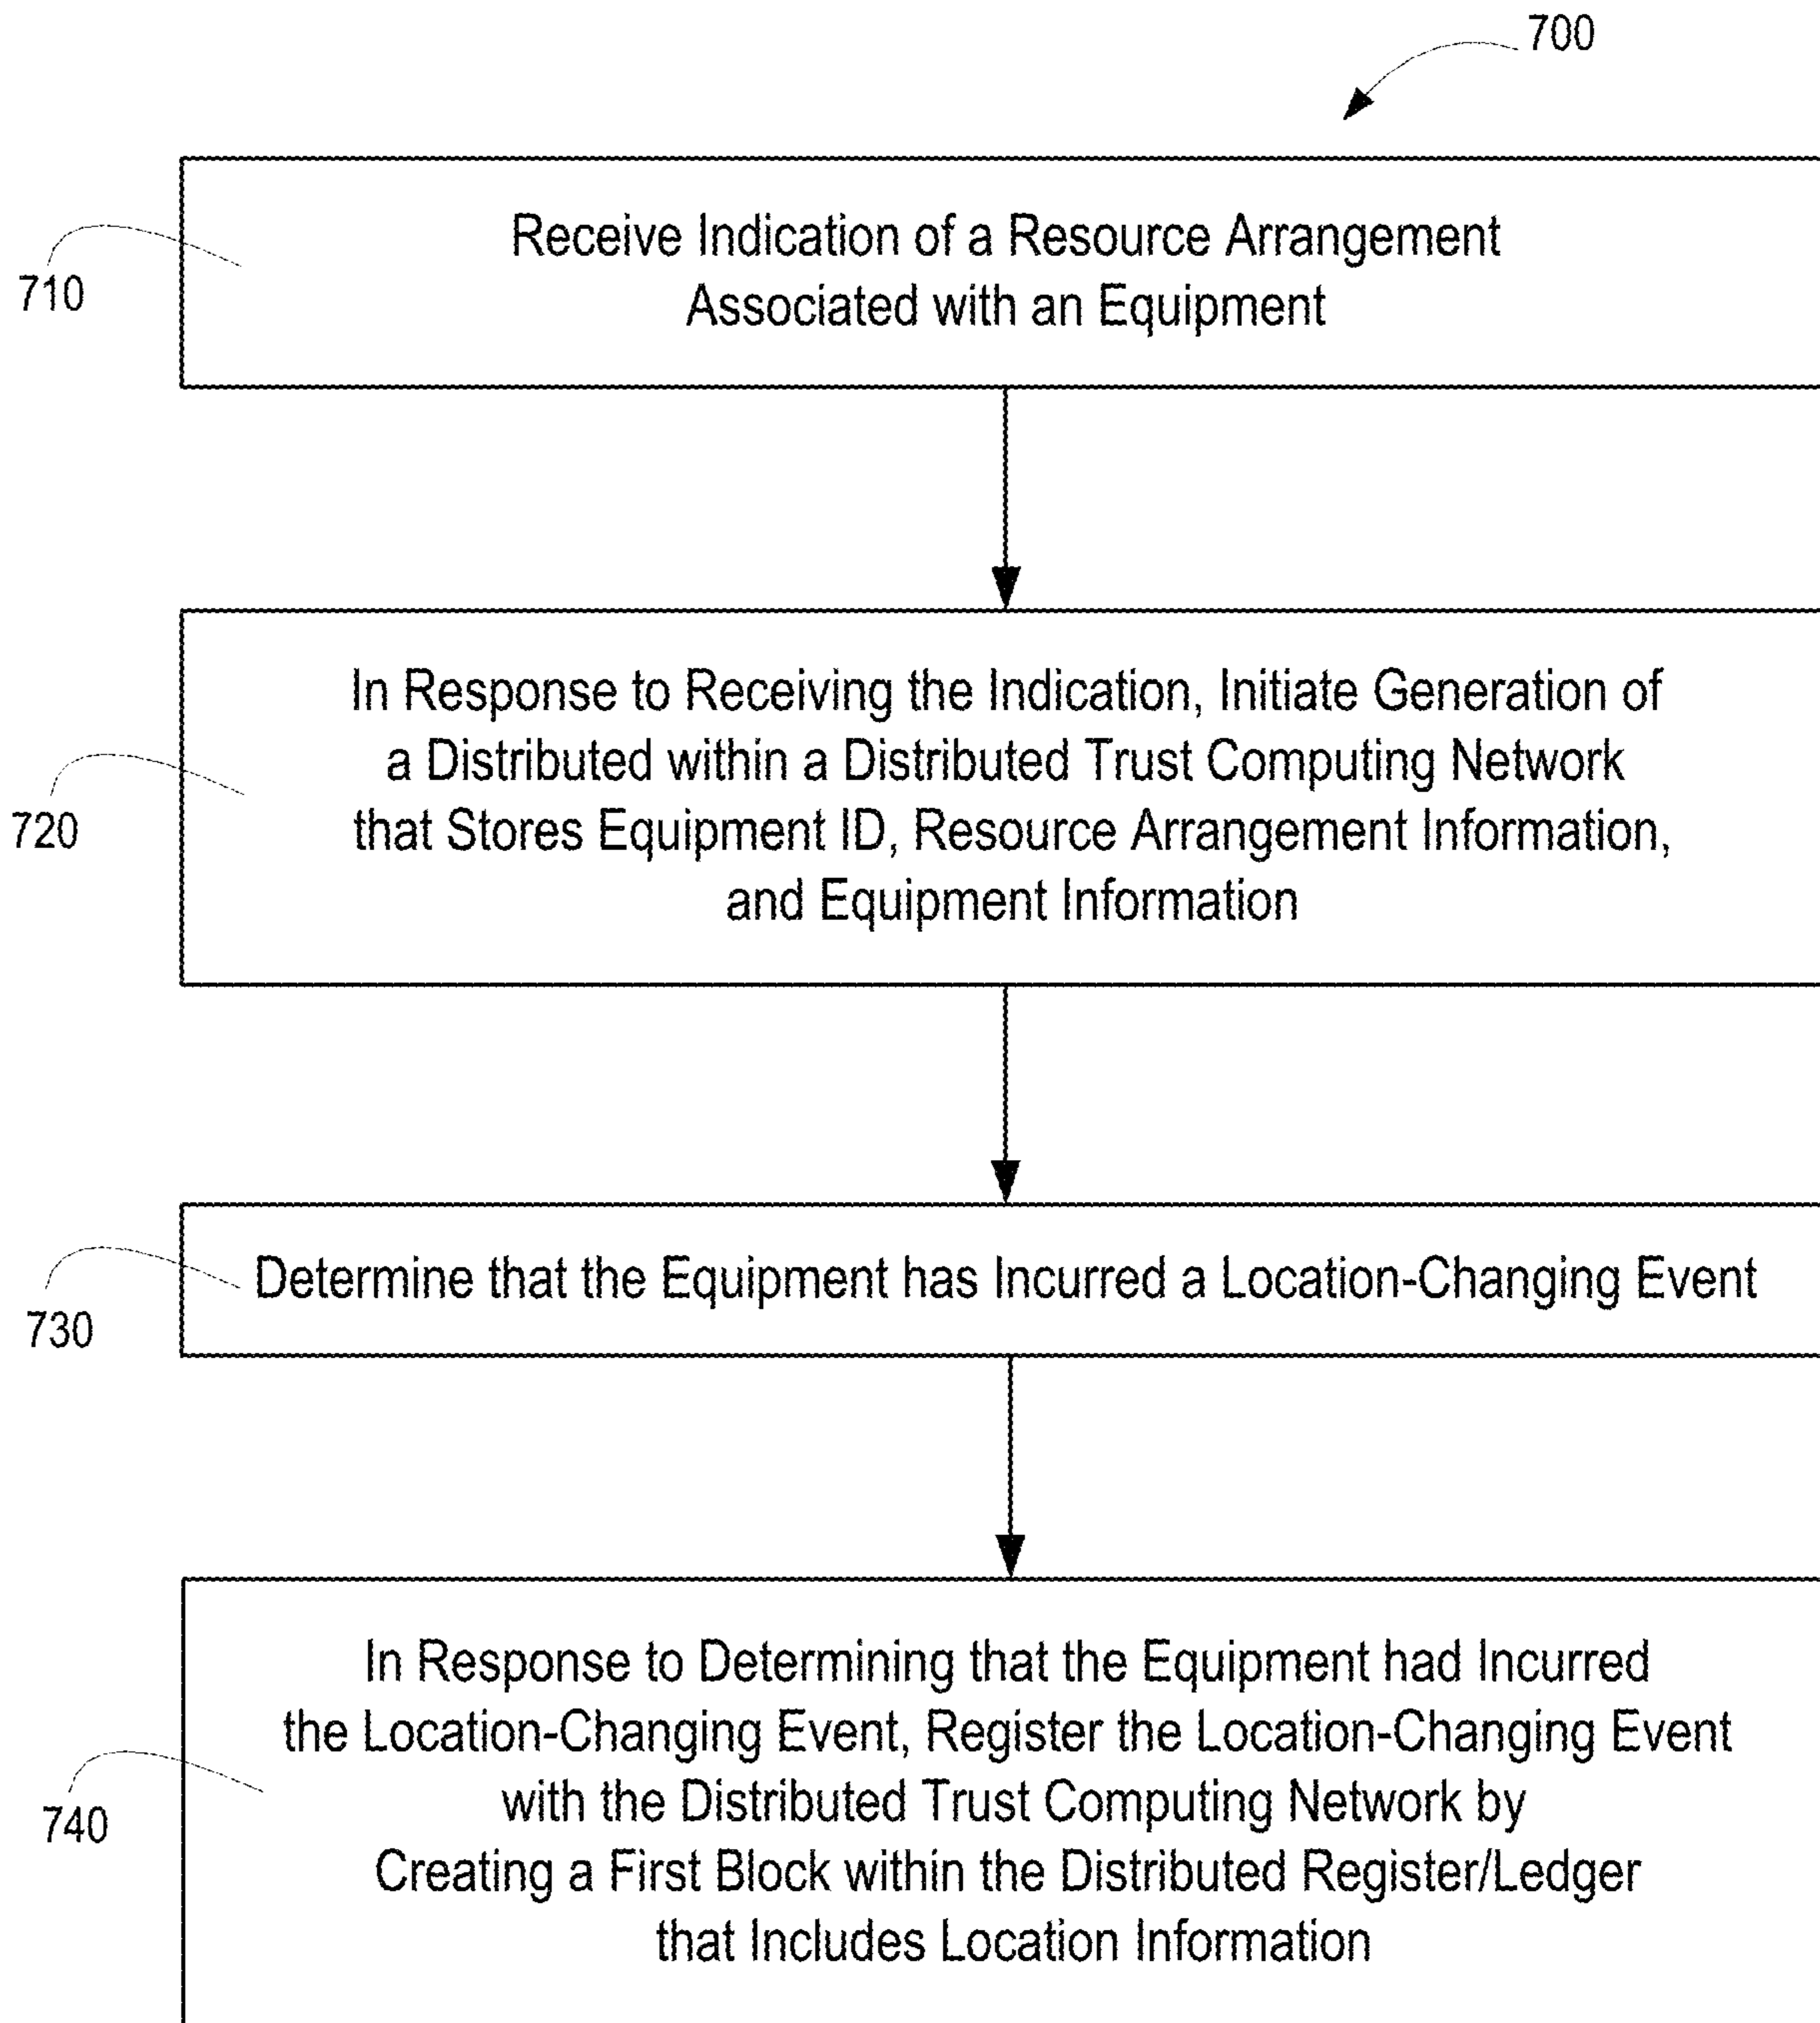 700
Receive Indication of a Resource Arrangement
Associated with an Equipment
710
In Response to Receiving the Indication, Initiate Generation of
a Distributed within a Distributed Trust Computing Network
that Stores Equipment ID, Resource Arrangement Information,
and Equipment Information
720
Determine that the Equipment has Incurred a Location-Changing Event
730
In Response to Determining that the Equipment had Incurred
the Location-Changing Event, Register the Location-Changing Event
with the Distributed Trust Computing Network by
Creating a First Block within the Distributed Register/Ledger
that Includes Location Information
740